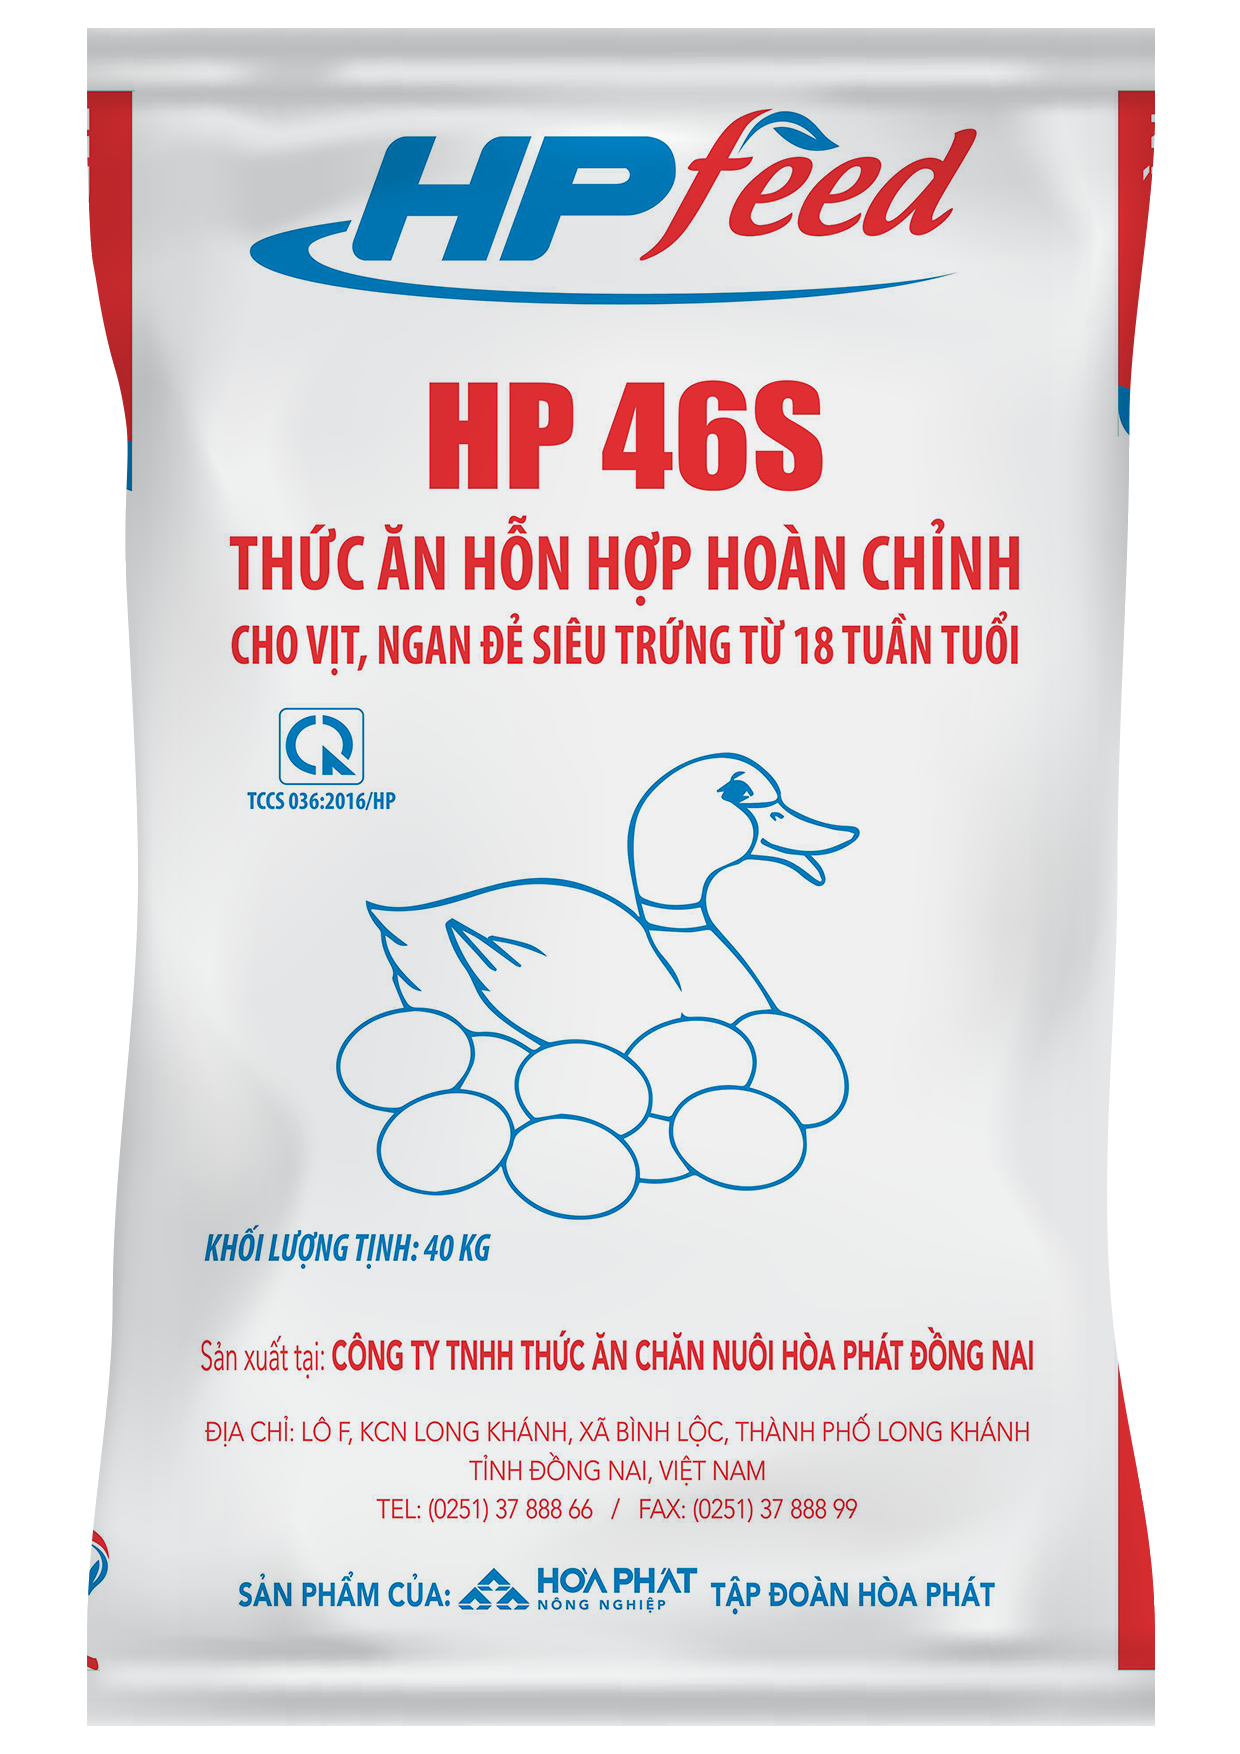 HPfeed
HP 46S
THỨC ĂN HỖN HỢP HOÀN CHỈNH
CHO VỊT, NGAN ĐẺ SIÊU TRỨNG TỪ 18 TUẦN TUỔI
TCCS 036:2016/HP
KHỐI LƯỢNG TỊNH: 40 KG
Sản xuất tại: CÔNG TY TNHH THỨC ĂN CHĂN NUÔI HÒA PHÁT ĐỒNG NAI
ĐỊA CHỈ: LÔ F, KCN LONG KHÁNH, XÃ BÌNH LỘC, THÀNH PHỐ LONG KHÁNH
TỈNH ĐỒNG NAI, VIỆT NAM
TEL: (0251) 37 888 66 / FAX: (0251) 37 888 99
SẢN PHẨM CỦA: HÒA PHÁT NÔNG NGHIỆP TẬP ĐOÀN HÒA PHÁT